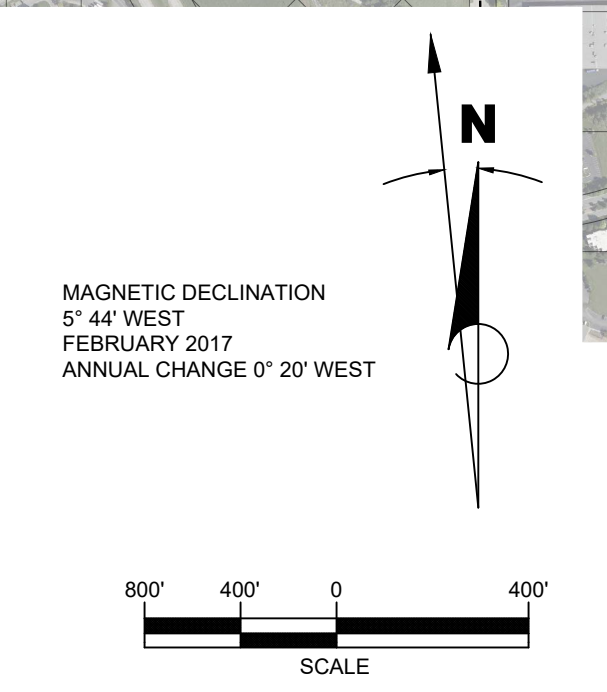 N
MAGNETIC DECLINATION
5° 44' WEST
FEBRUARY 2017
ANNUAL CHANGE 0° 20' WEST
800' 400' 0 400'
SCALE